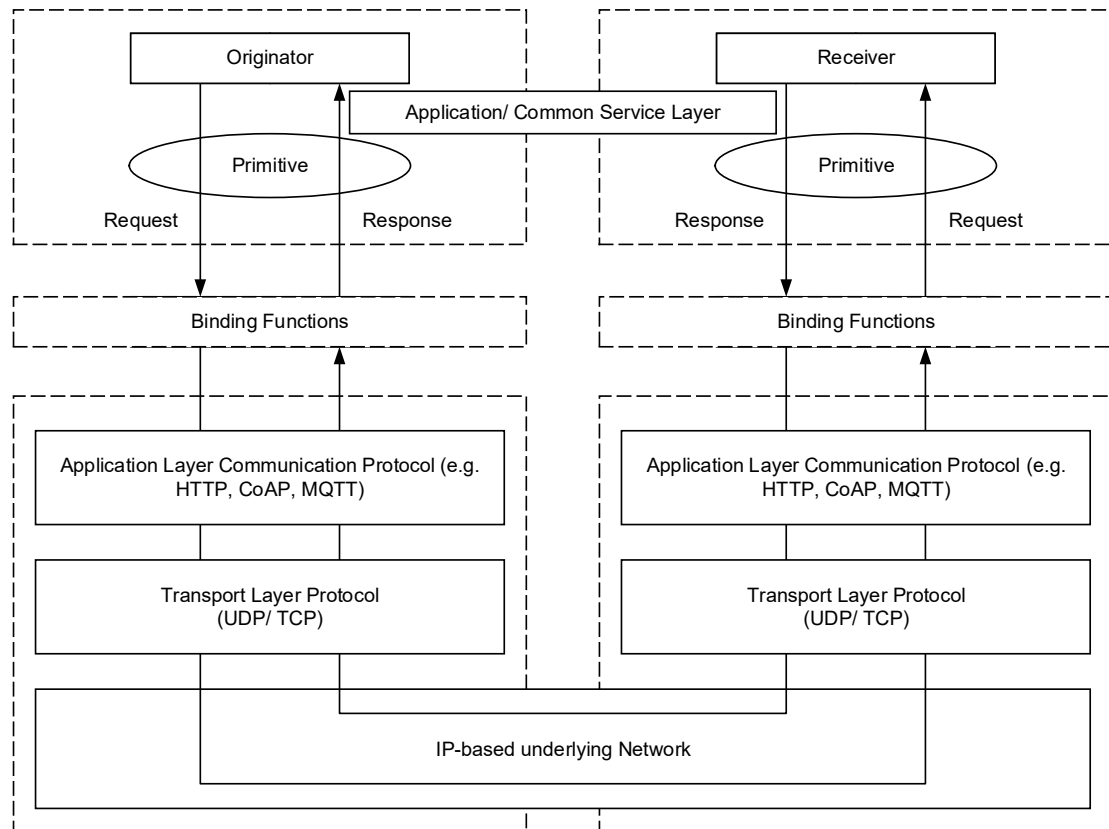 Originator
Receiver
Application/ Common Service Layer
Primitive
Primitive
Request
Response
Response
Request
Binding Functions
Binding Functions
Application Layer Communication Protocol (e.g.
HTTP, CoAP, MQTT)
Application Layer Communication Protocol (e.g.
HTTP, CoAP, MQTT)
Transport Layer Protocol
(UDP/ TCP)
Transport Layer Protocol
(UDP/ TCP)
IP-based underlying Network